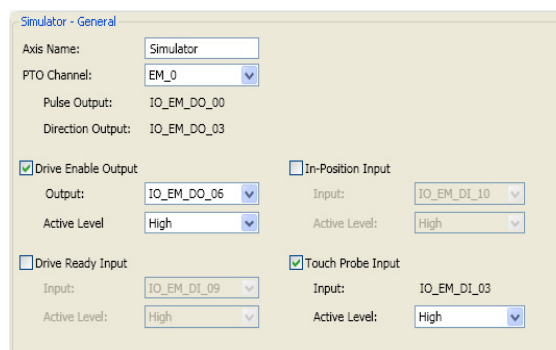 Simulator - General
Axis Name: Simulator
PTO Channel: EM_0
Pulse Output: IO_EM_DO_00
Direction Output: IO_EM_DO_03
Drive Enable Output In-Position Input
Output: IO_EM_DO_06 Input: IO_EM_DI_10
Active Level High Active Level: High
Drive Ready Input Touch Probe Input
Input: IO_EM_DI_09 Input: IO_EM_DI_03
Active Level: High Active Level: High